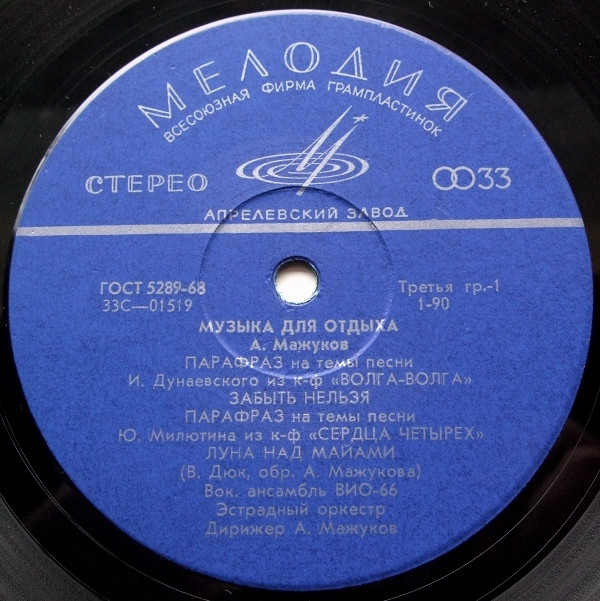 МЕЛОДИЯ
ВСЕСОЮЗНАЯ ФИРМА ГРАМПЛАСТИНОК
СТЕРЕО
33
АПРЕЛЕВСКИЙ ЗАВОД
ГОСТ 5289-68
Третья гр.-1
33С—01519
1-90
МУЗЫКА ДЛЯ ОТДЫХА
А. Мажуков
ПАРАФРАЗ на темы песни
И. Дунаевского из к-ф «ВОЛГА-ВОЛГА»
ЗАБЫТЬ НЕЛЬЗЯ
ПАРАФРАЗ на темы песни
Ю. Милютина из к-ф «СЕРДЦА ЧЕТЫРЕХ»
ЛУНА НАД МАЙАМИ
(В. Дюк, обр. А. Мажукова)
Вок. ансамбль ВИО-66
Эстрадный оркестр
Дирижер А. Мажуков